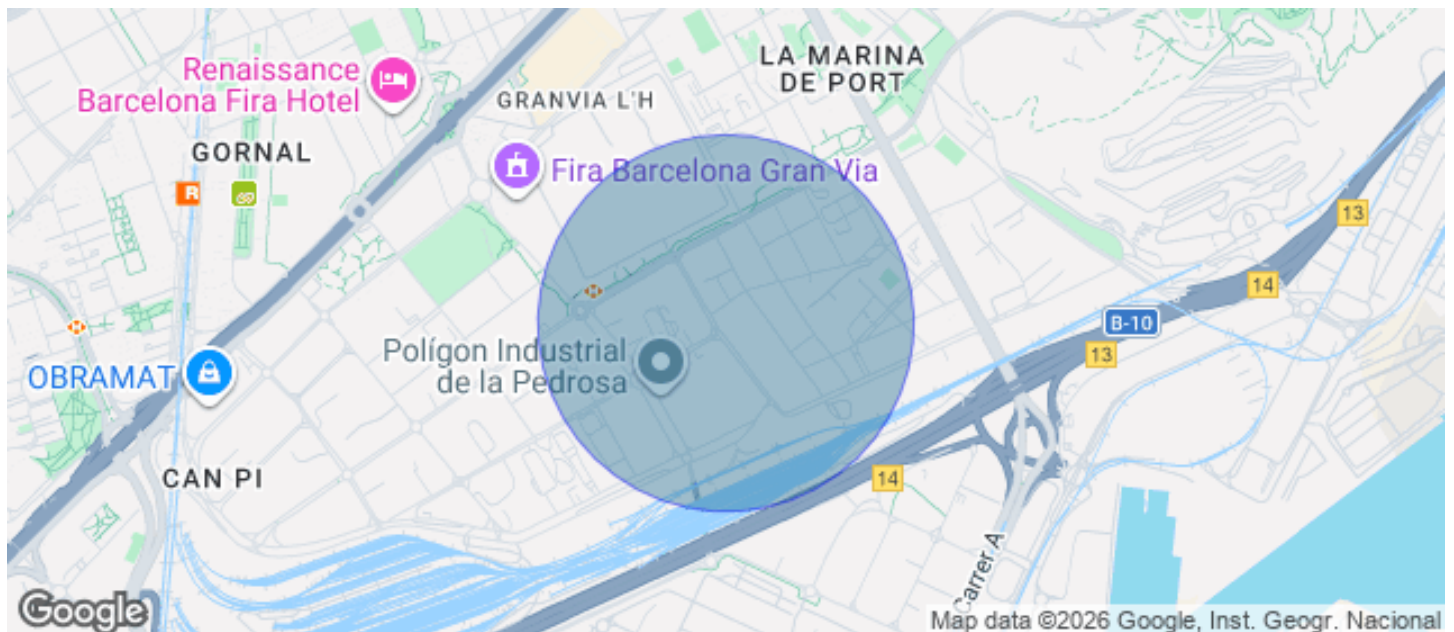 LA MARINA
DE PORT
Renaissance
Barcelona Fira Hotel
GRANVIA L'H
GORNAL
Fira Barcelona Gran Via
R
13
14
B-10
13
Polígon Industrial
de la Pedrosa
OBRAMAT
CAN PI
14
Carrer A
Google
Map data ©2026 Google, Inst. Geogr. Nacional